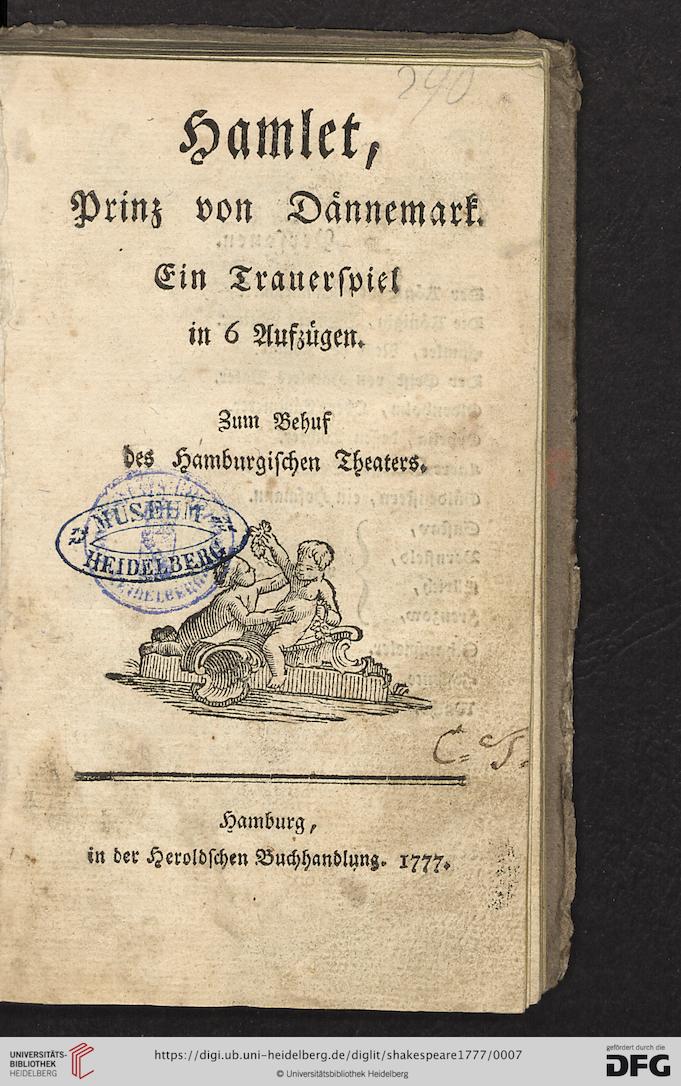 290
Hamlet,
Prinz von Dännemark.
Ein Trauerſpiel
in 6 Aufzügen.
Zum Behuf
des Hamburgiſchen Theaters.
MUSEUM
HEIDELBERG
C. T.
Hamburg,
in der Heroldſchen Buchhandlung. 1777.
UNIVERSITÄTS-
BIBLIOTHEK
HEIDELBERG
https://digi.ub.uni-heidelberg.de/diglit/shakespeare1777/0007
© Universitätsbibliothek Heidelberg
gefördert durch die
DFG